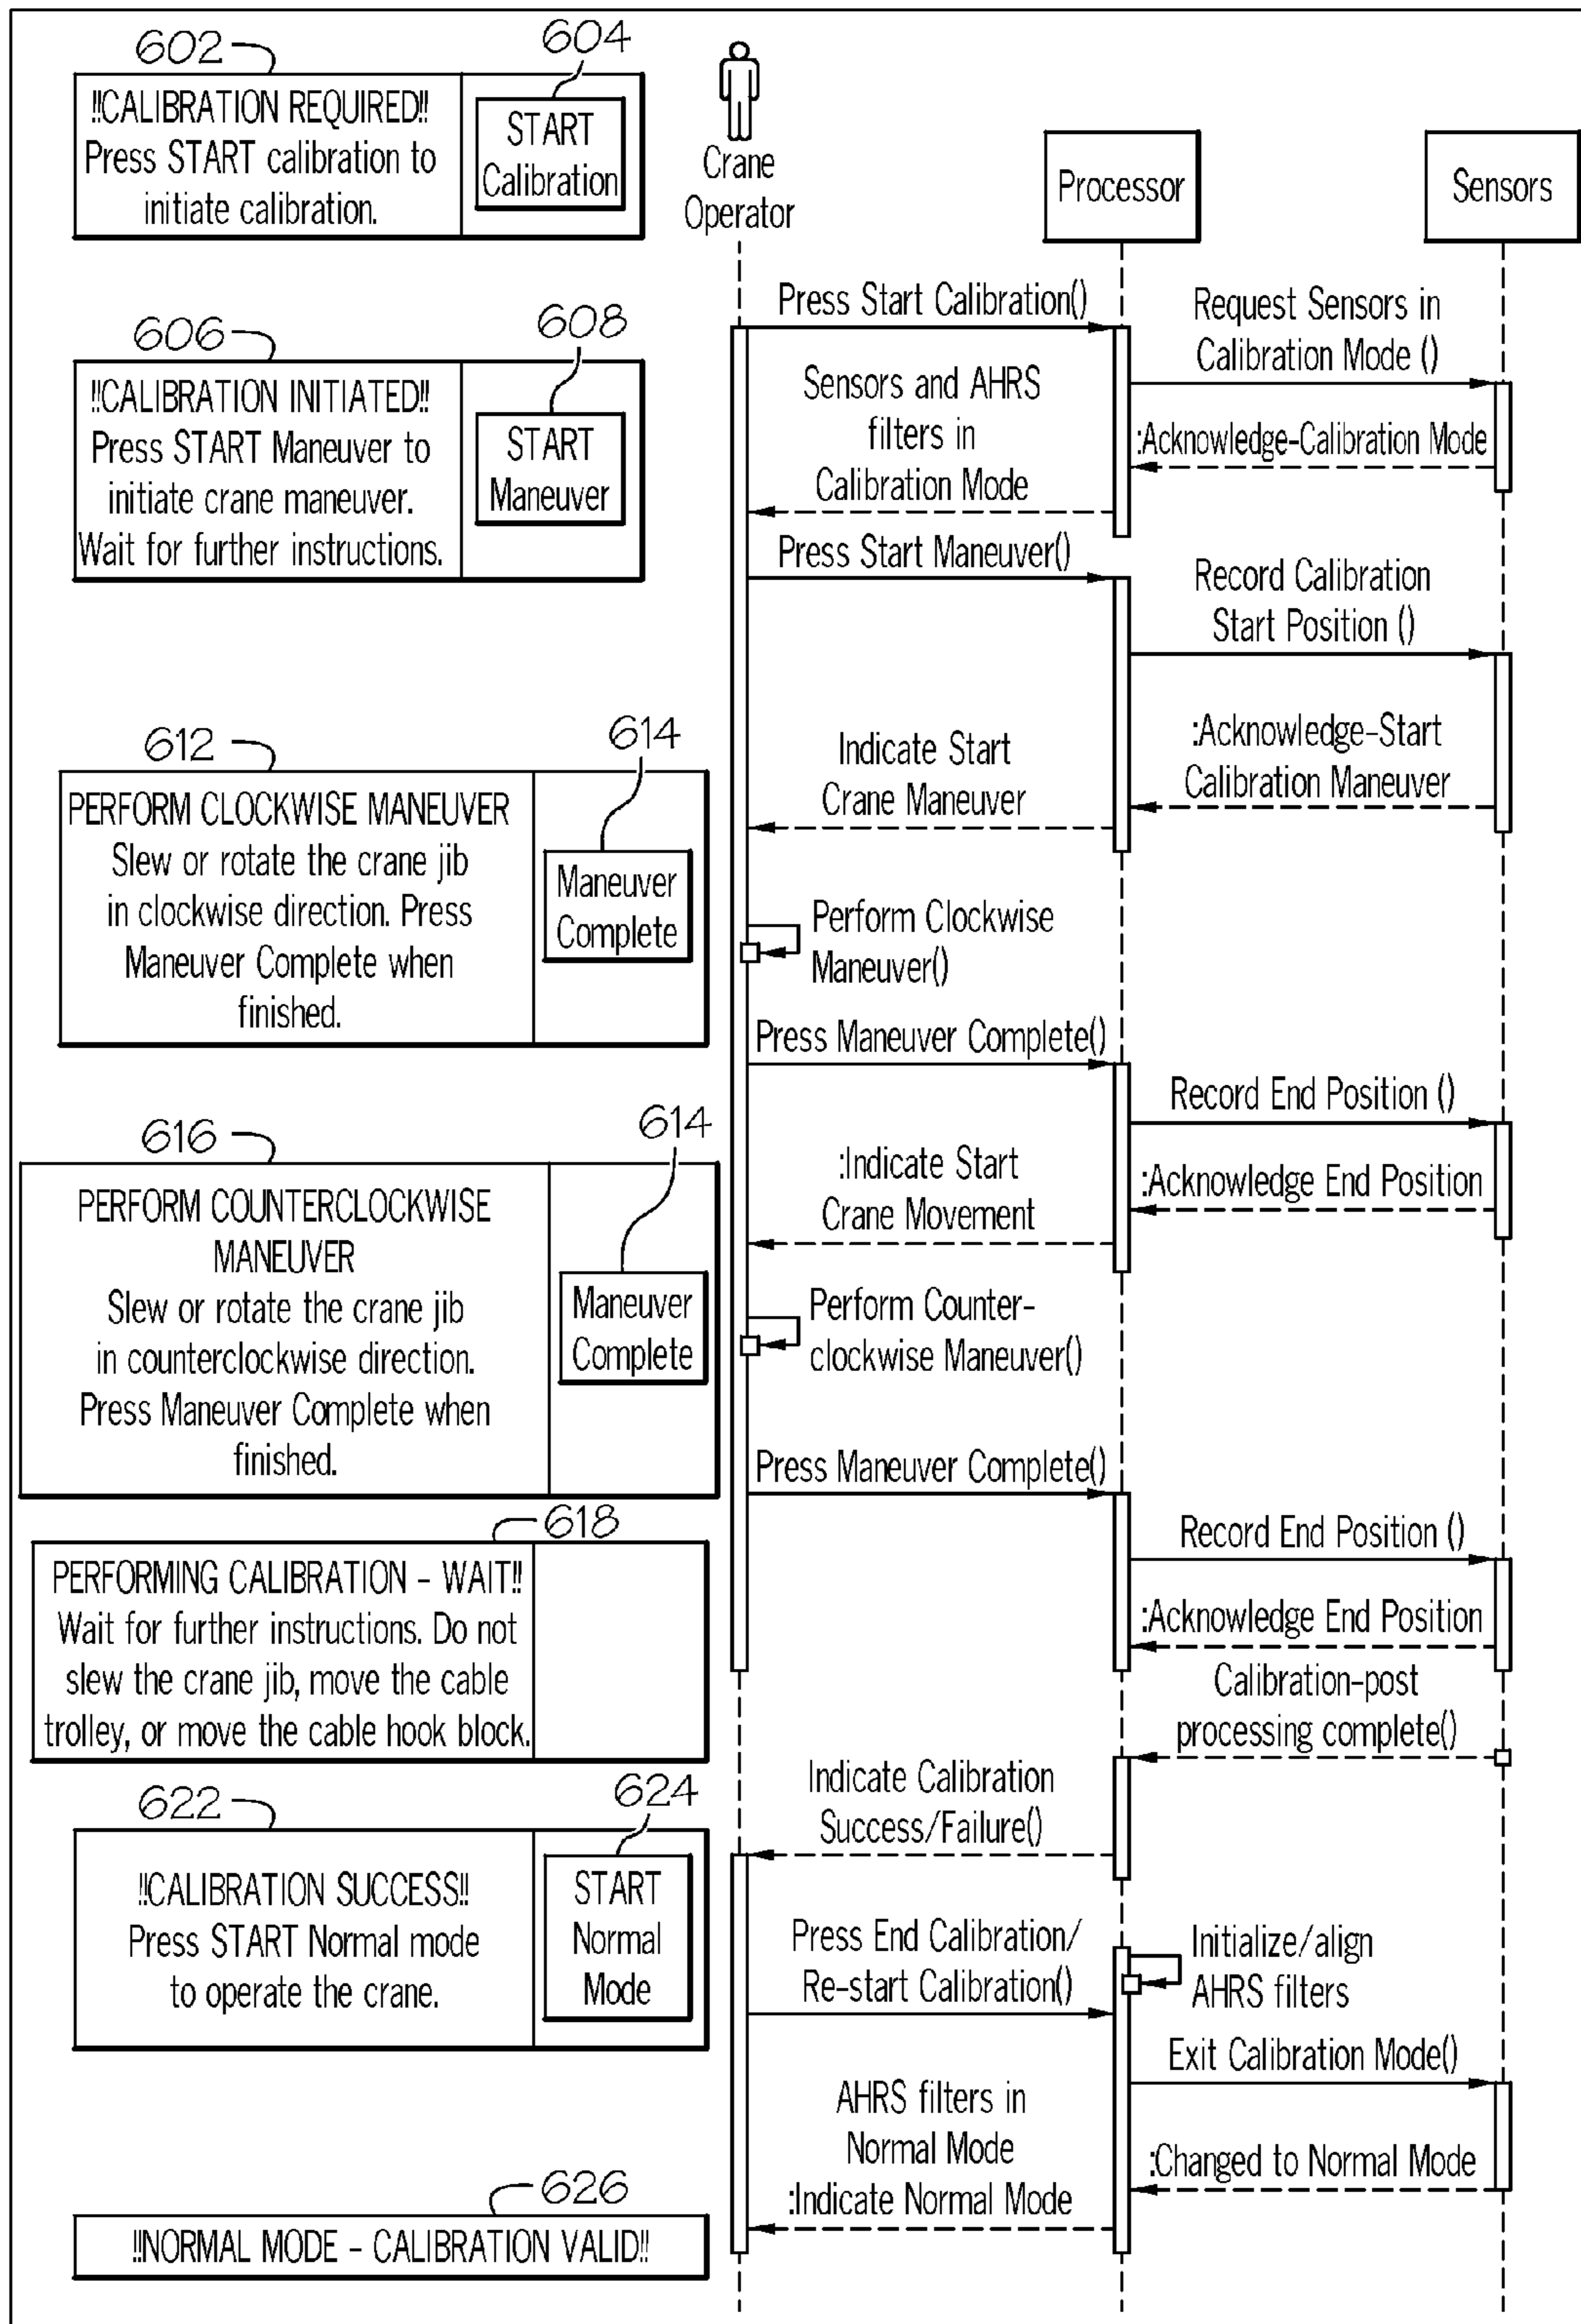 602
!!CALIBRATION REQUIRED!!
Press START calibration to
initiate calibration.
604
START
Calibration
Crane
Operator
Processor
Sensors
Press Start Calibration()
Request Sensors in
Calibration Mode ()
606
!!CALIBRATION INITIATED!!
Press START Maneuver to
initiate crane maneuver.
Wait for further instructions.
608
START
Maneuver
Sensors and AHRS
filters in
Calibration Mode
:Acknowledge-Calibration Mode
Press Start Maneuver()
Record Calibration
Start Position ()
612
PERFORM CLOCKWISE MANEUVER
Slew or rotate the crane jib
in clockwise direction. Press
Maneuver Complete when
finished.
614
Maneuver
Complete
Indicate Start
Crane Maneuver
:Acknowledge-Start
Calibration Maneuver
Perform Clockwise
Maneuver()
Press Maneuver Complete()
Record End Position ()
616
PERFORM COUNTERCLOCKWISE
MANEUVER
Slew or rotate the crane jib
in counterclockwise direction.
Press Maneuver Complete when
finished.
614
Maneuver
Complete
:Indicate Start
Crane Movement
:Acknowledge End Position
Perform Counter-
clockwise Maneuver()
Press Maneuver Complete()
Record End Position ()
618
PERFORMING CALIBRATION - WAIT!!
Wait for further instructions. Do not
slew the crane jib, move the cable
trolley, or move the cable hook block.
:Acknowledge End Position
Calibration-post
processing complete()
Indicate Calibration
Success/Failure()
622
!!CALIBRATION SUCCESS!!
Press START Normal mode
to operate the crane.
624
START
Normal
Mode
Press End Calibration/
Re-start Calibration()
Initialize/align
AHRS filters
Exit Calibration Mode()
AHRS filters in
Normal Mode
:Indicate Normal Mode
:Changed to Normal Mode
626
!!NORMAL MODE - CALIBRATION VALID!!